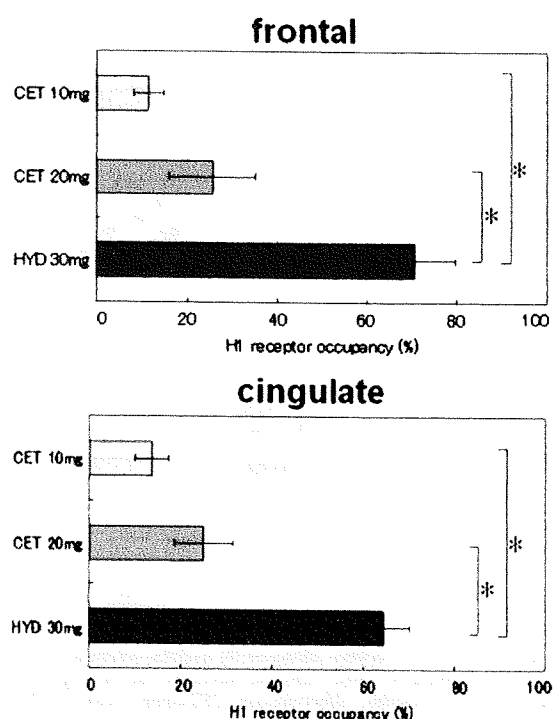 frontal
CET 10mg
CET 20mg
HYD 30mg
*
*
0 20 40 60 80 100
H1 receptor occupancy (%)
cingulate
CET 10mg
CET 20mg
HYD 30mg
*
*
0 20 40 60 80 100
H1 receptor occupancy (%)